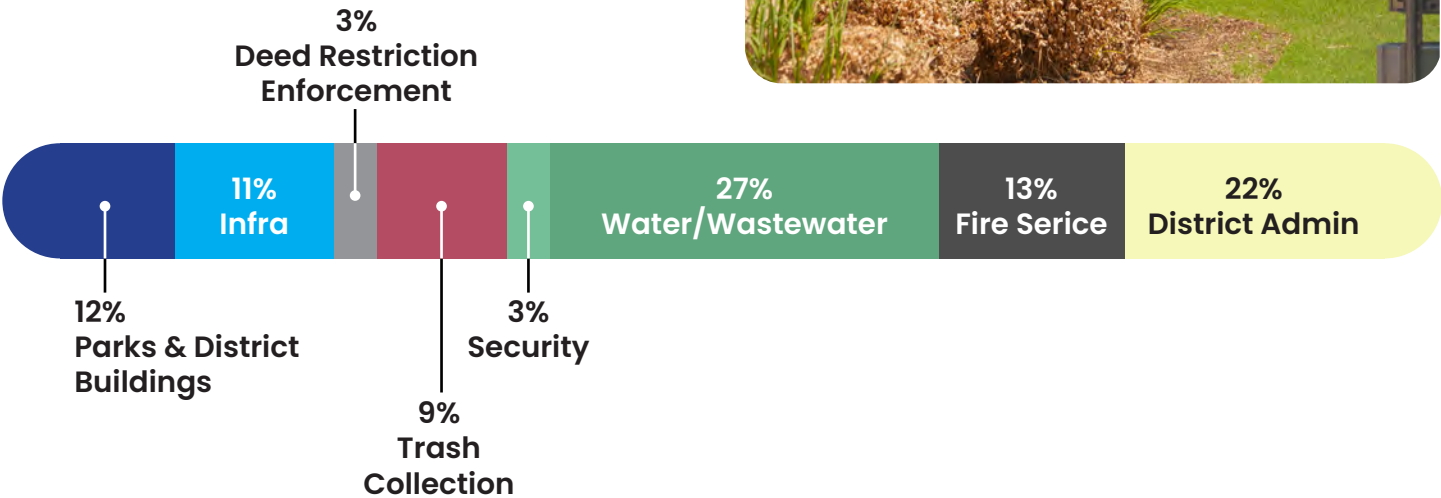 3%
Deed Restriction
Enforcement
11%
Infra
27%
Water/Wastewater
13%
Fire Serice
22%
District Admin
12%
Parks & District
Buildings
3%
Security
9%
Trash
Collection